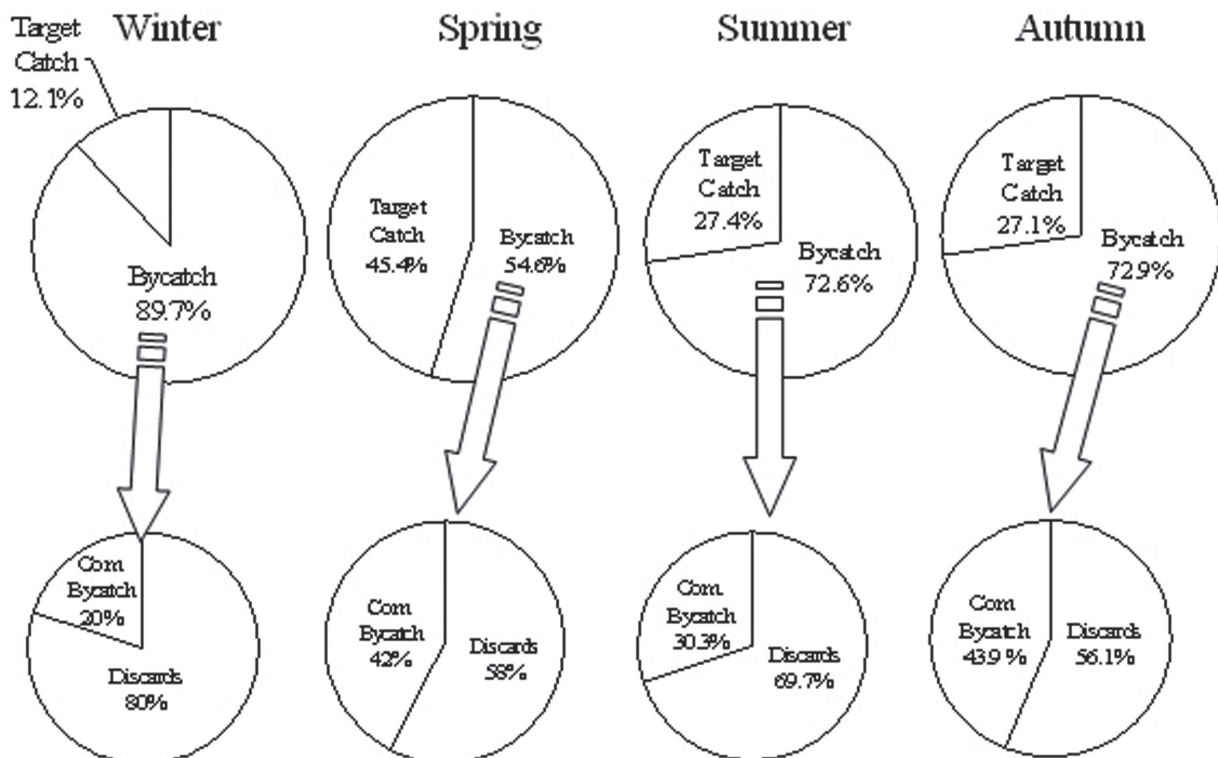 Winter
Spring
Summer
Autumn
Target
Catch
12.1%
Bycatch
89.7%
Target
Catch
45.4%
Bycatch
54.6%
Target
Catch
27.4%
Bycatch
72.6%
Target
Catch
27.1%
Bycatch
72.9%
Com
Bycatch
20%
Discards
80%
Com
Bycatch
42%
Discards
58%
Com
Bycatch
30.3%
Discards
69.7%
Com
Bycatch
43.9 %
Discards
56.1%